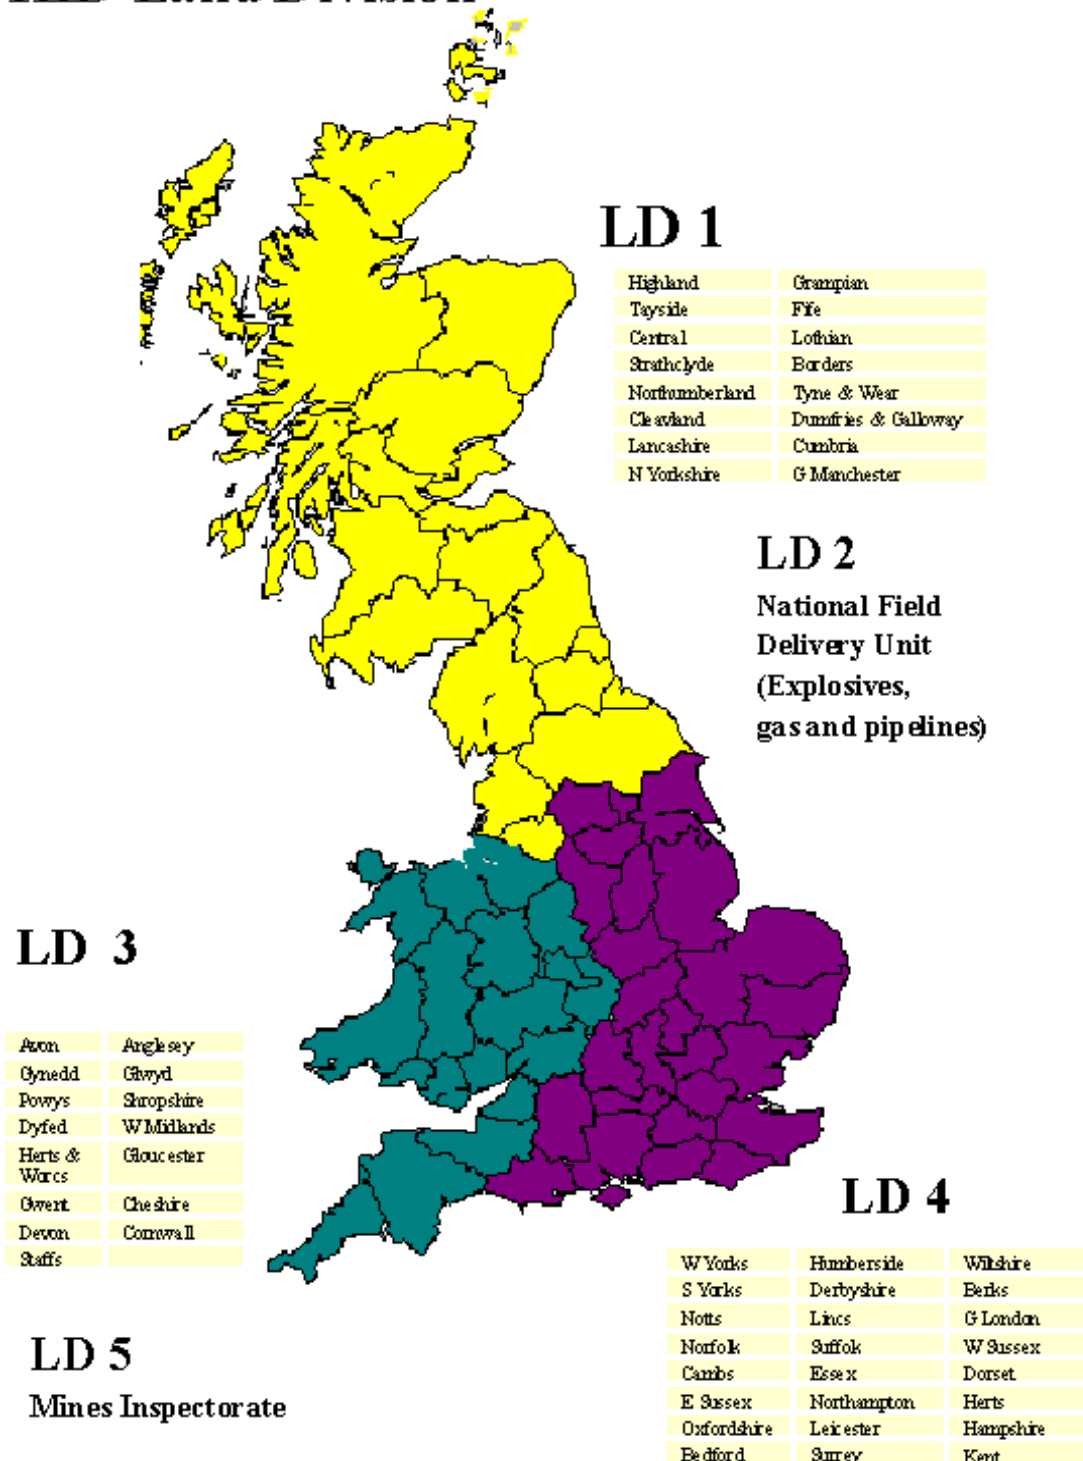 Land Division
LD 1
Highland Grampian
Tayside Fife
Central Lothian
Strathclyde Borders
Northumberland Tyne & Wear
Cleavland Dumfries & Galloway
Lancashire Cumbria
N Yorkshire G Manchester
LD 2
National Field
Delivery Unit
(Explosives,
gas and pipelines)
LD 3
Avon Anglesey
Gynedd Glwyd
Powys Shropshire
Dyfed W Midlands
Herts & Gloucester
Worcs
Gwent Cheshire
Devon Cornwall
Staffs
LD 4
W Yorks Humberside Wiltshire
S Yorks Derbyshire Berks
Notts Lincs G London
Norfolk Suffok W Sussex
Cambs Essex Dorset
E Sussex Northampton Herts
Oxfordshire Leicester Hampshire
Bedford Surrey Kent
LD 5
Mines Inspectorate